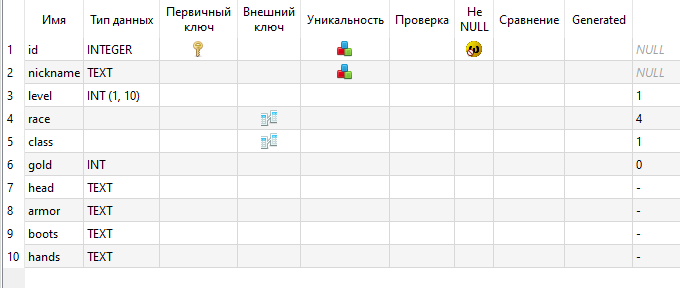 Имя Тип данных Первичный ключ Внешний ключ Уникальность Проверка Не NULL Сравнение Generated
1 id INTEGER NULL
2 nickname TEXT NULL
3 level INT (1, 10) 1
4 race 4
5 class 1
6 gold INT 0
7 head TEXT -
8 armor TEXT -
9 boots TEXT -
10 hands TEXT -